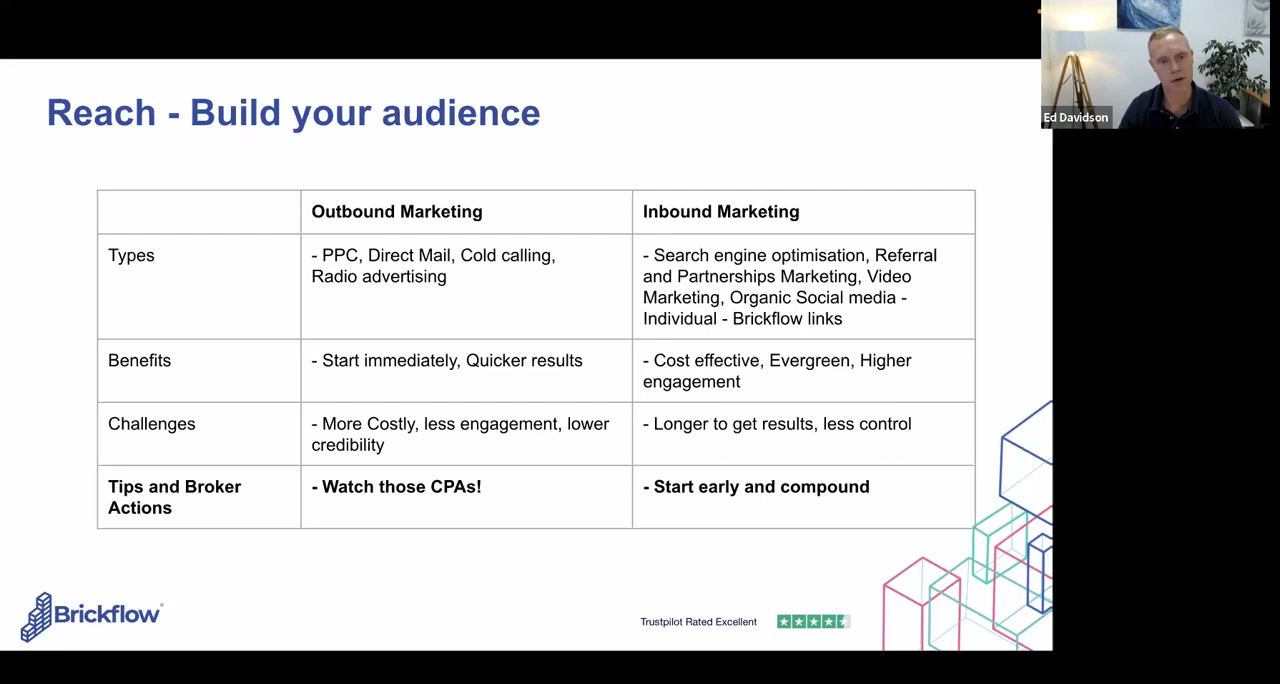 Ed Davidson
Reach - Build your audience
Outbound Marketing
Inbound Marketing
Types
- PPC, Direct Mail, Cold calling,
Radio advertising
- Search engine optimisation, Referral
and Partnerships Marketing, Video
Marketing, Organic Social media -
Individual - Brickflow links
Benefits
- Start immediately, Quicker results
- Cost effective, Evergreen, Higher
engagement
Challenges
- More Costly, less engagement, lower
credibility
- Longer to get results, less control
Tips and Broker
Actions
- Watch those CPAs!
- Start early and compound
Brickflow
Trustpilot Rated Excellent